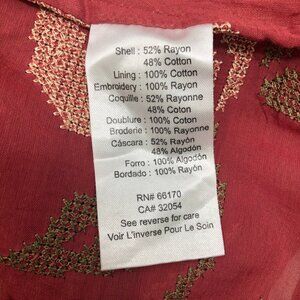 Shell : 52% Rayon
48% Cotton
Lining : 100% Cotton
Embroidery : 100% Rayon
Coquille : 52% Rayonne
48% Coton
Doublure : 100% Coton
Broderie : 100% Rayonne
Cáscara : 52% Rayón
48% Algodón
Forro : 100% Algodón
Bordado : 100% Rayón
RN# 66170
CA# 32054
See reverse for care
Voir L'inverse Pour Le Soin